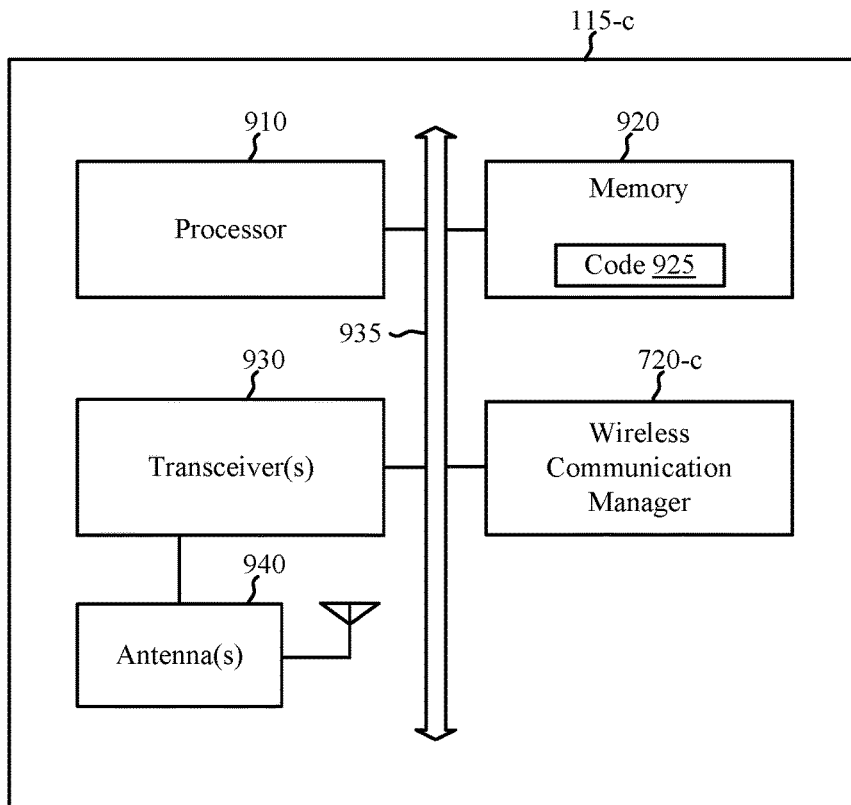 115-c
910
920
Processor
Memory
Code 925
935
930
720-c
Transceiver(s)
Wireless
Communication
Manager
940
Antenna(s)